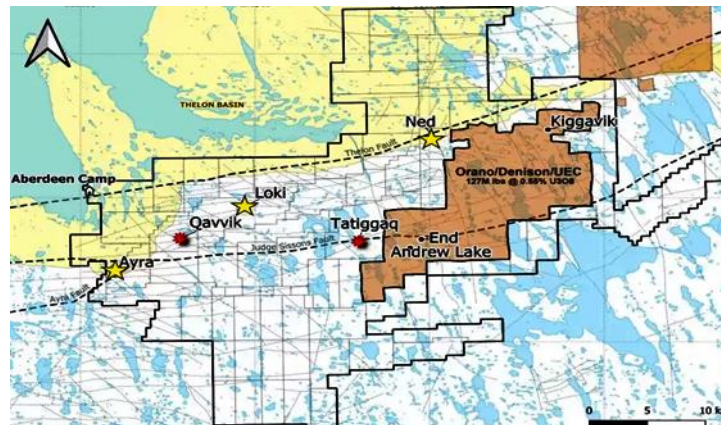 THELON BASIN
Ned
Kiggavik
Thelon Fault
Orano/Denison/UEC
127M lbs @ 0.55% U3O8
Aberdeen Camp
Loki
Qavvik
Tatiggaq
Judge Sissons Fault
End
Andrew Lake
Ayra
Ayra Fault
0 5 10 k